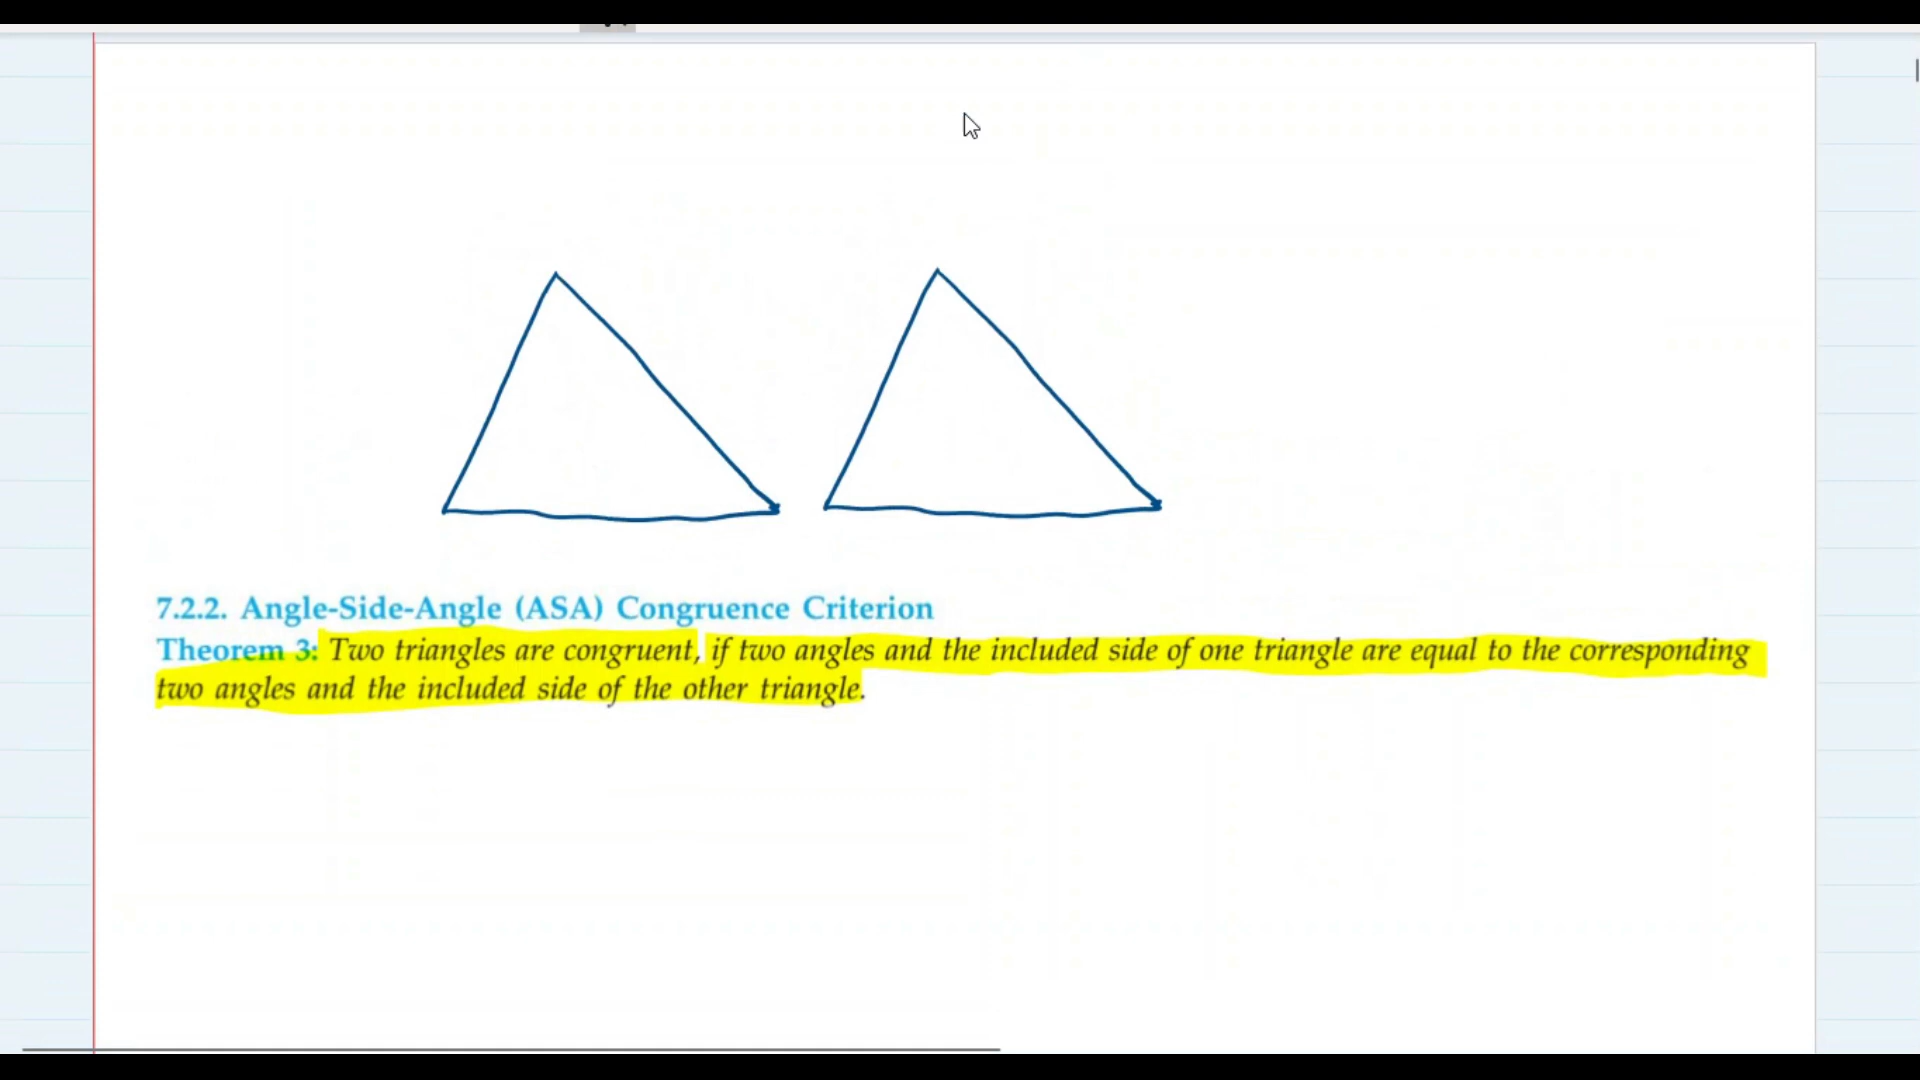 7.2.2. Angle-Side-Angle (ASA) Congruence Criterion
Theorem 3: Two triangles are congruent, if two angles and the included side of one triangle are equal to the corresponding
two angles and the included side of the other triangle.